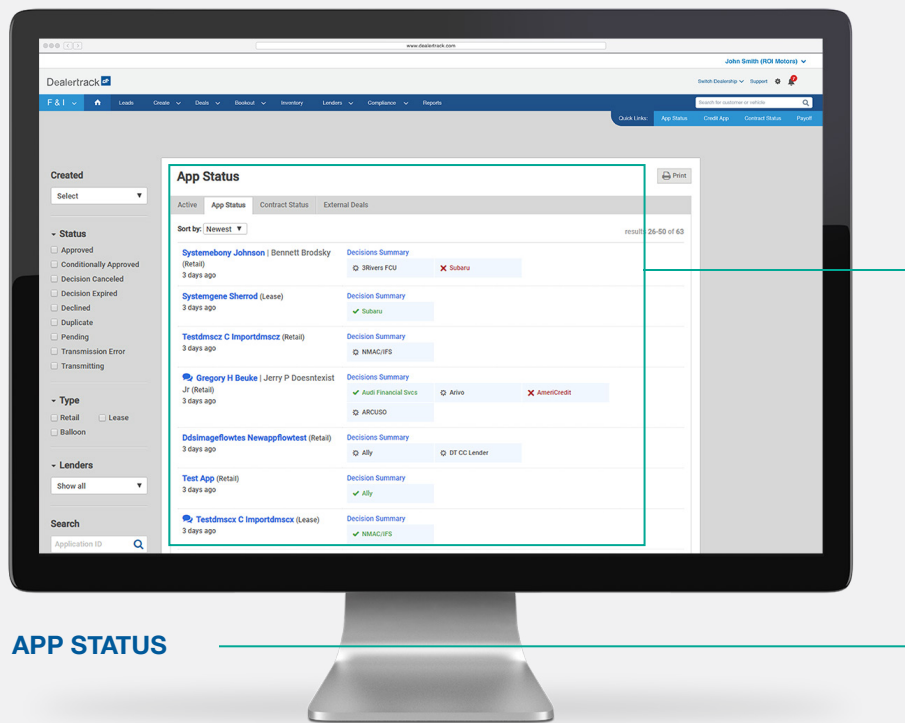 www.dealertrack.com
John Smith (ROI Motors)
Dealertrack
Switch Dealership Support
F & I Leads Create Deals Bookout Inventory Lenders Compliance Reports
Search for customer or vehicle
Quick Links: App Status Credit App Contract Status Payoff
Created
Select
Status
Approved
Conditionally Approved
Decision Canceled
Decision Expired
Declined
Duplicate
Pending
Transmission Error
Transmitting
Type
Retail Lease
Balloon
Lenders
Show all
Search
Application ID
App Status
Print
Active App Status Contract Status External Deals
Sort by: Newest
results 26-50 of 63
Systemebony Johnson | Bennett Brodsky
(Retail)
3 days ago
Decisions Summary
3Rivers FCU Subaru
Systemgene Sherrod (Lease)
3 days ago
Decision Summary
Subaru
Testdmscz C Importdmscz (Retail)
3 days ago
Decision Summary
NMAC/IFS
Gregory H Beuke | Jerry P Doesntexist
Jr (Retail)
3 days ago
Decisions Summary
Audi Financial Svcs Arivo AmeriCredit
ARCUSO
Ddsimageflowtes Newappflowtest (Retail)
3 days ago
Decisions Summary
Ally DT CC Lender
Test App (Retail)
3 days ago
Decision Summary
Ally
Testdmscx C Importdmscx (Lease)
3 days ago
Decision Summary
NMAC/IFS
APP STATUS